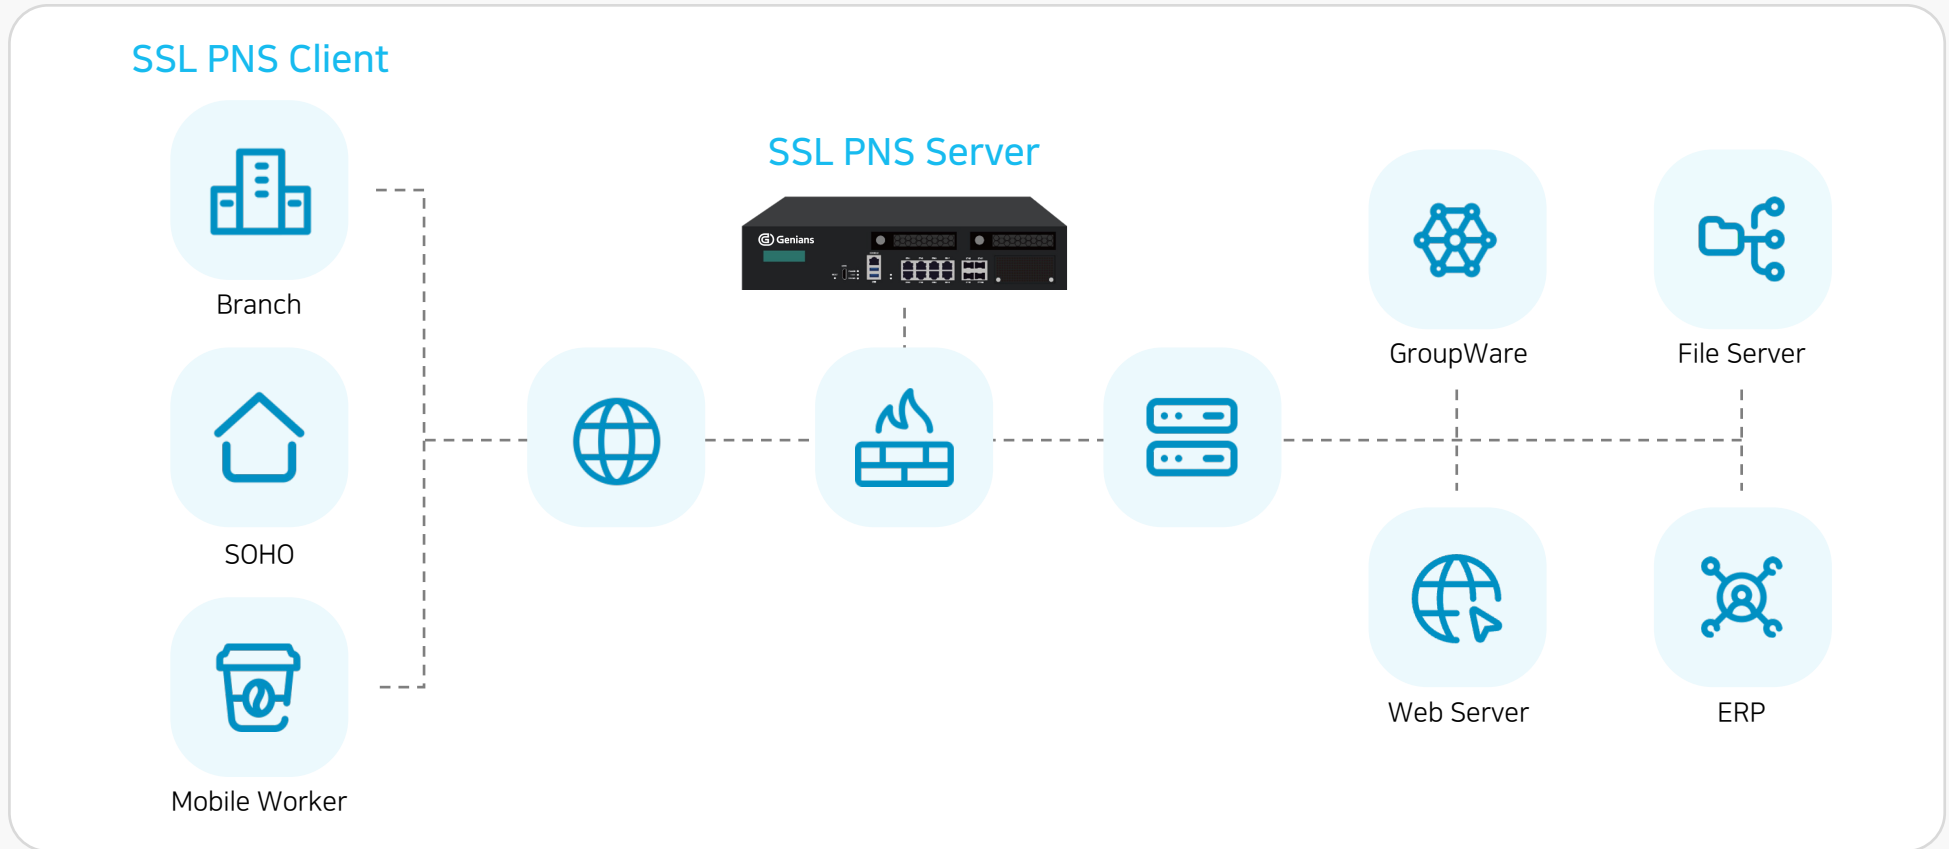 SSL PNS Client
Branch
SOHO
Mobile Worker
SSL PNS Server
Genians
GroupWare
File Server
Web Server
ERP